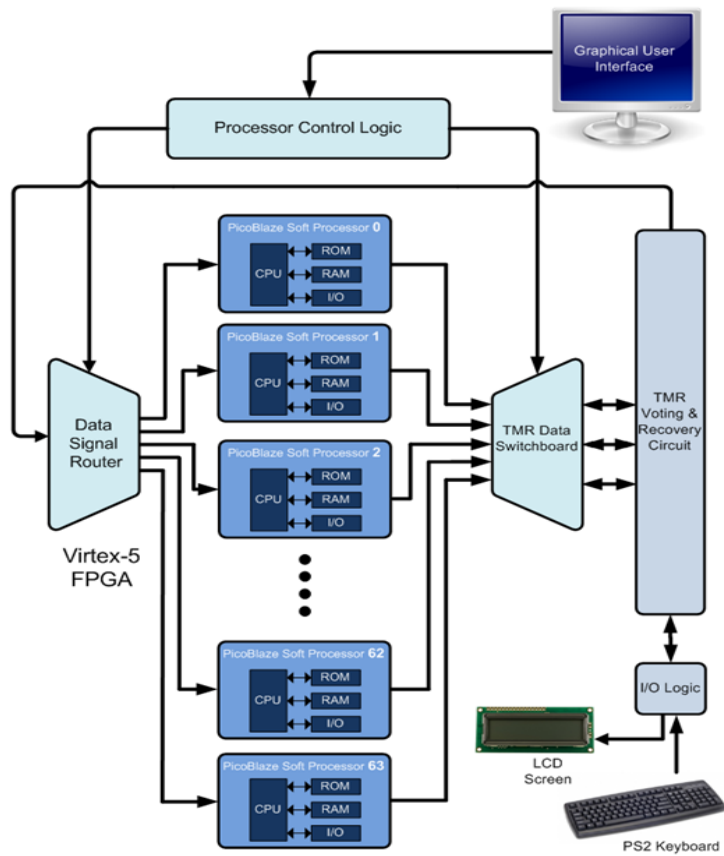 Graphical User
Interface
Processor Control Logic
PicoBlaze Soft Processor 0
CPU
ROM
RAM
I/O
PicoBlaze Soft Processor 1
CPU
ROM
RAM
I/O
Data
Signal
Router
TMR Data
Switchboard
TMR
Voting &
Recovery
Circuit
PicoBlaze Soft Processor 2
CPU
ROM
RAM
I/O
Virtex-5
FPGA
PicoBlaze Soft Processor 62
CPU
ROM
RAM
I/O
I/O Logic
PicoBlaze Soft Processor 63
CPU
ROM
RAM
I/O
LCD
Screen
PS2 Keyboard